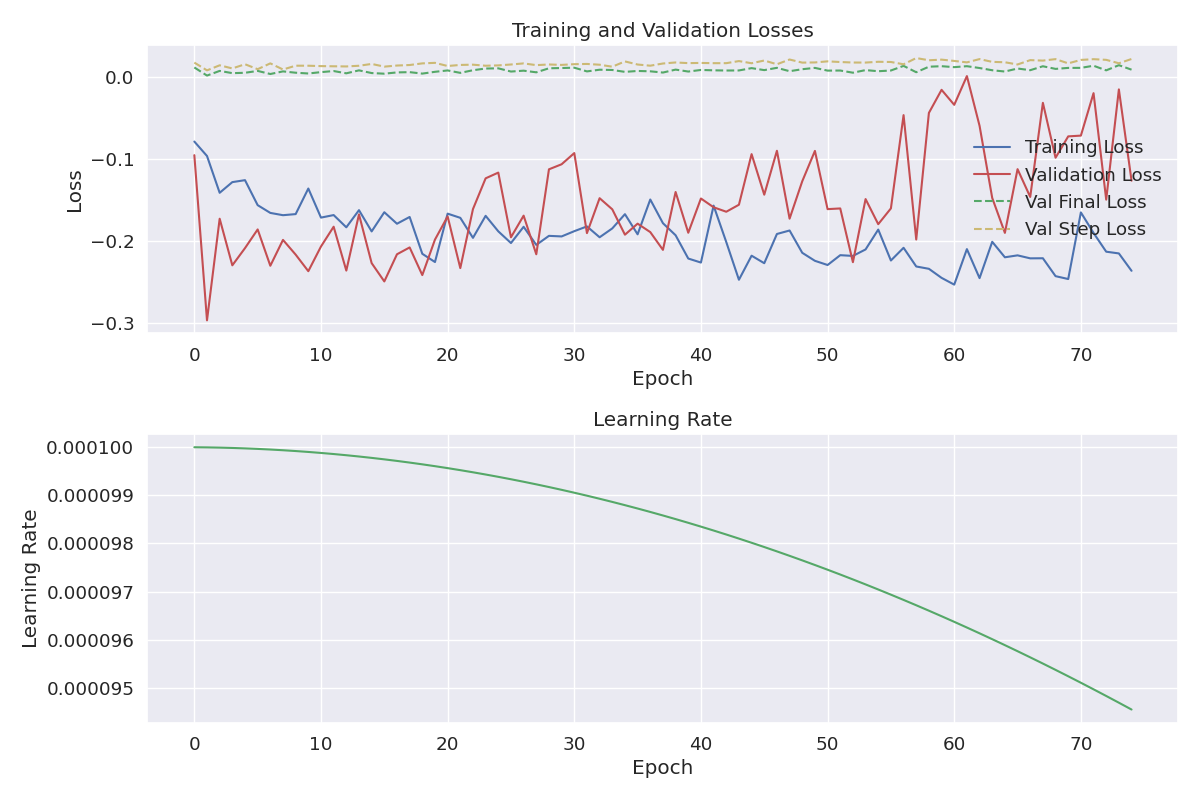 Training and Validation Losses
0.0
−0.1
−0.2
−0.3
Loss
Training Loss
Validation Loss
Val Final Loss
Val Step Loss
0 10 20 30 40 50 60 70
Epoch
Learning Rate
0.000100
0.000099
0.000098
0.000097
0.000096
0.000095
Learning Rate
0 10 20 30 40 50 60 70
Epoch